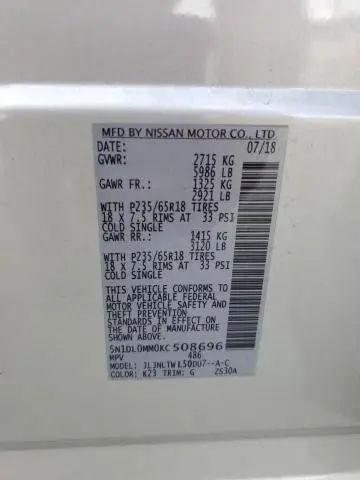 MFD BY NISSAN MOTOR CO., LTD.
DATE: 07/18
GVWR: 2715 KG
5986 LB
GAWR FR.: 1325 KG
2921 LB
WITH P235/65R18 TIRES
18 X 7.5 RIMS AT 33 PSI
COLD SINGLE
GAWR RR.: 1415 KG
3120 LB
WITH P235/65R18 TIRES
18 X 7.5 RIMS AT 33 PSI
COLD SINGLE
THIS VEHICLE CONFORMS TO
ALL APPLICABLE FEDERAL
MOTOR VEHICLE SAFETY AND
THEFT PREVENTION
STANDARDS IN EFFECT ON
THE DATE OF MANUFACTURE
SHOWN ABOVE.
5N1DL0MM0KC508696
MPV 486
MODEL: JLJNLTWL50DU7--A-C
COLOR: K23 TRIM: G ZS30A